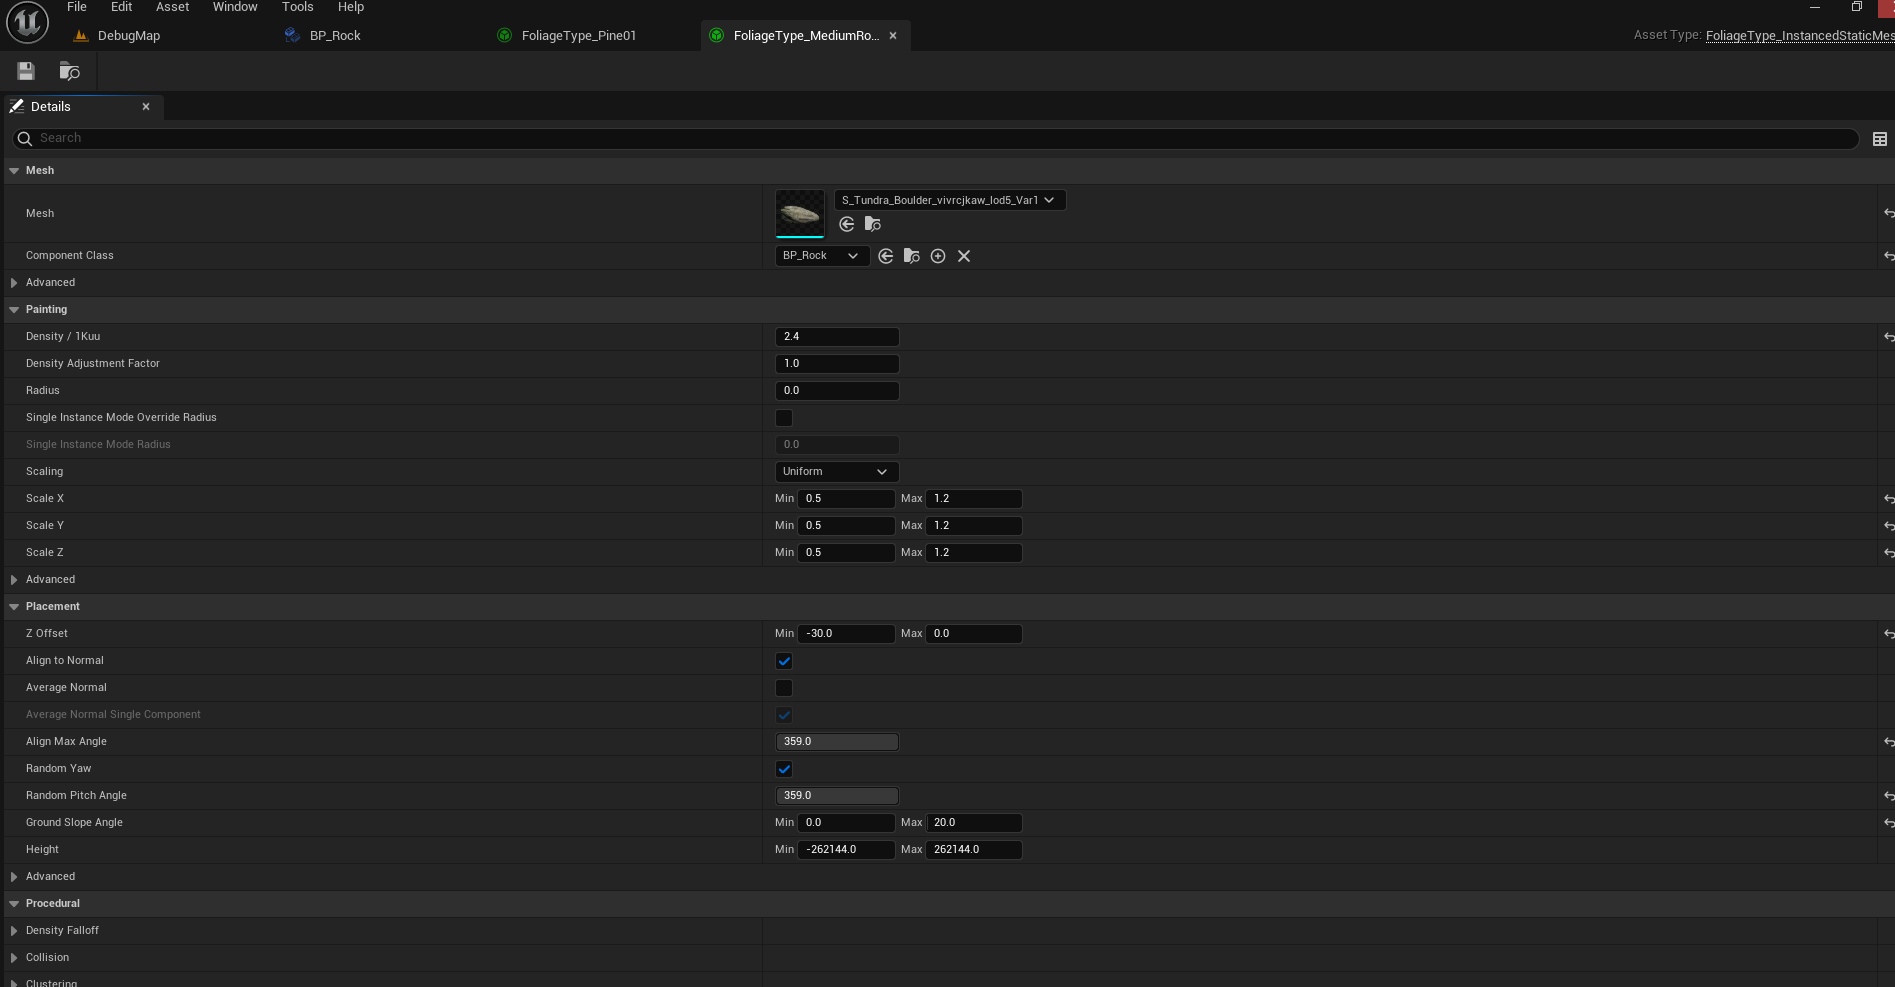 File Edit Asset Window Tools Help
DebugMap BP_Rock FoliageType_Pine01 FoliageType_MediumRo... Asset Type: FoliageType_InstancedStaticMes
Details
Search
Mesh
Mesh S_Tundra_Boulder_vivrcjkaw_lod5_Var1
Component Class BP_Rock
Advanced
Painting
Density / 1Kuu 2.4
Density Adjustment Factor 1.0
Radius 0.0
Single Instance Mode Override Radius
Single Instance Mode Radius 0.0
Scaling Uniform
Scale X Min 0.5 Max 1.2
Scale Y Min 0.5 Max 1.2
Scale Z Min 0.5 Max 1.2
Advanced
Placement
Z Offset Min -30.0 Max 0.0
Align to Normal
Average Normal
Average Normal Single Component
Align Max Angle 359.0
Random Yaw
Random Pitch Angle 359.0
Ground Slope Angle Min 0.0 Max 20.0
Height Min -262144.0 Max 262144.0
Advanced
Procedural
Density Falloff
Collision
Clustering